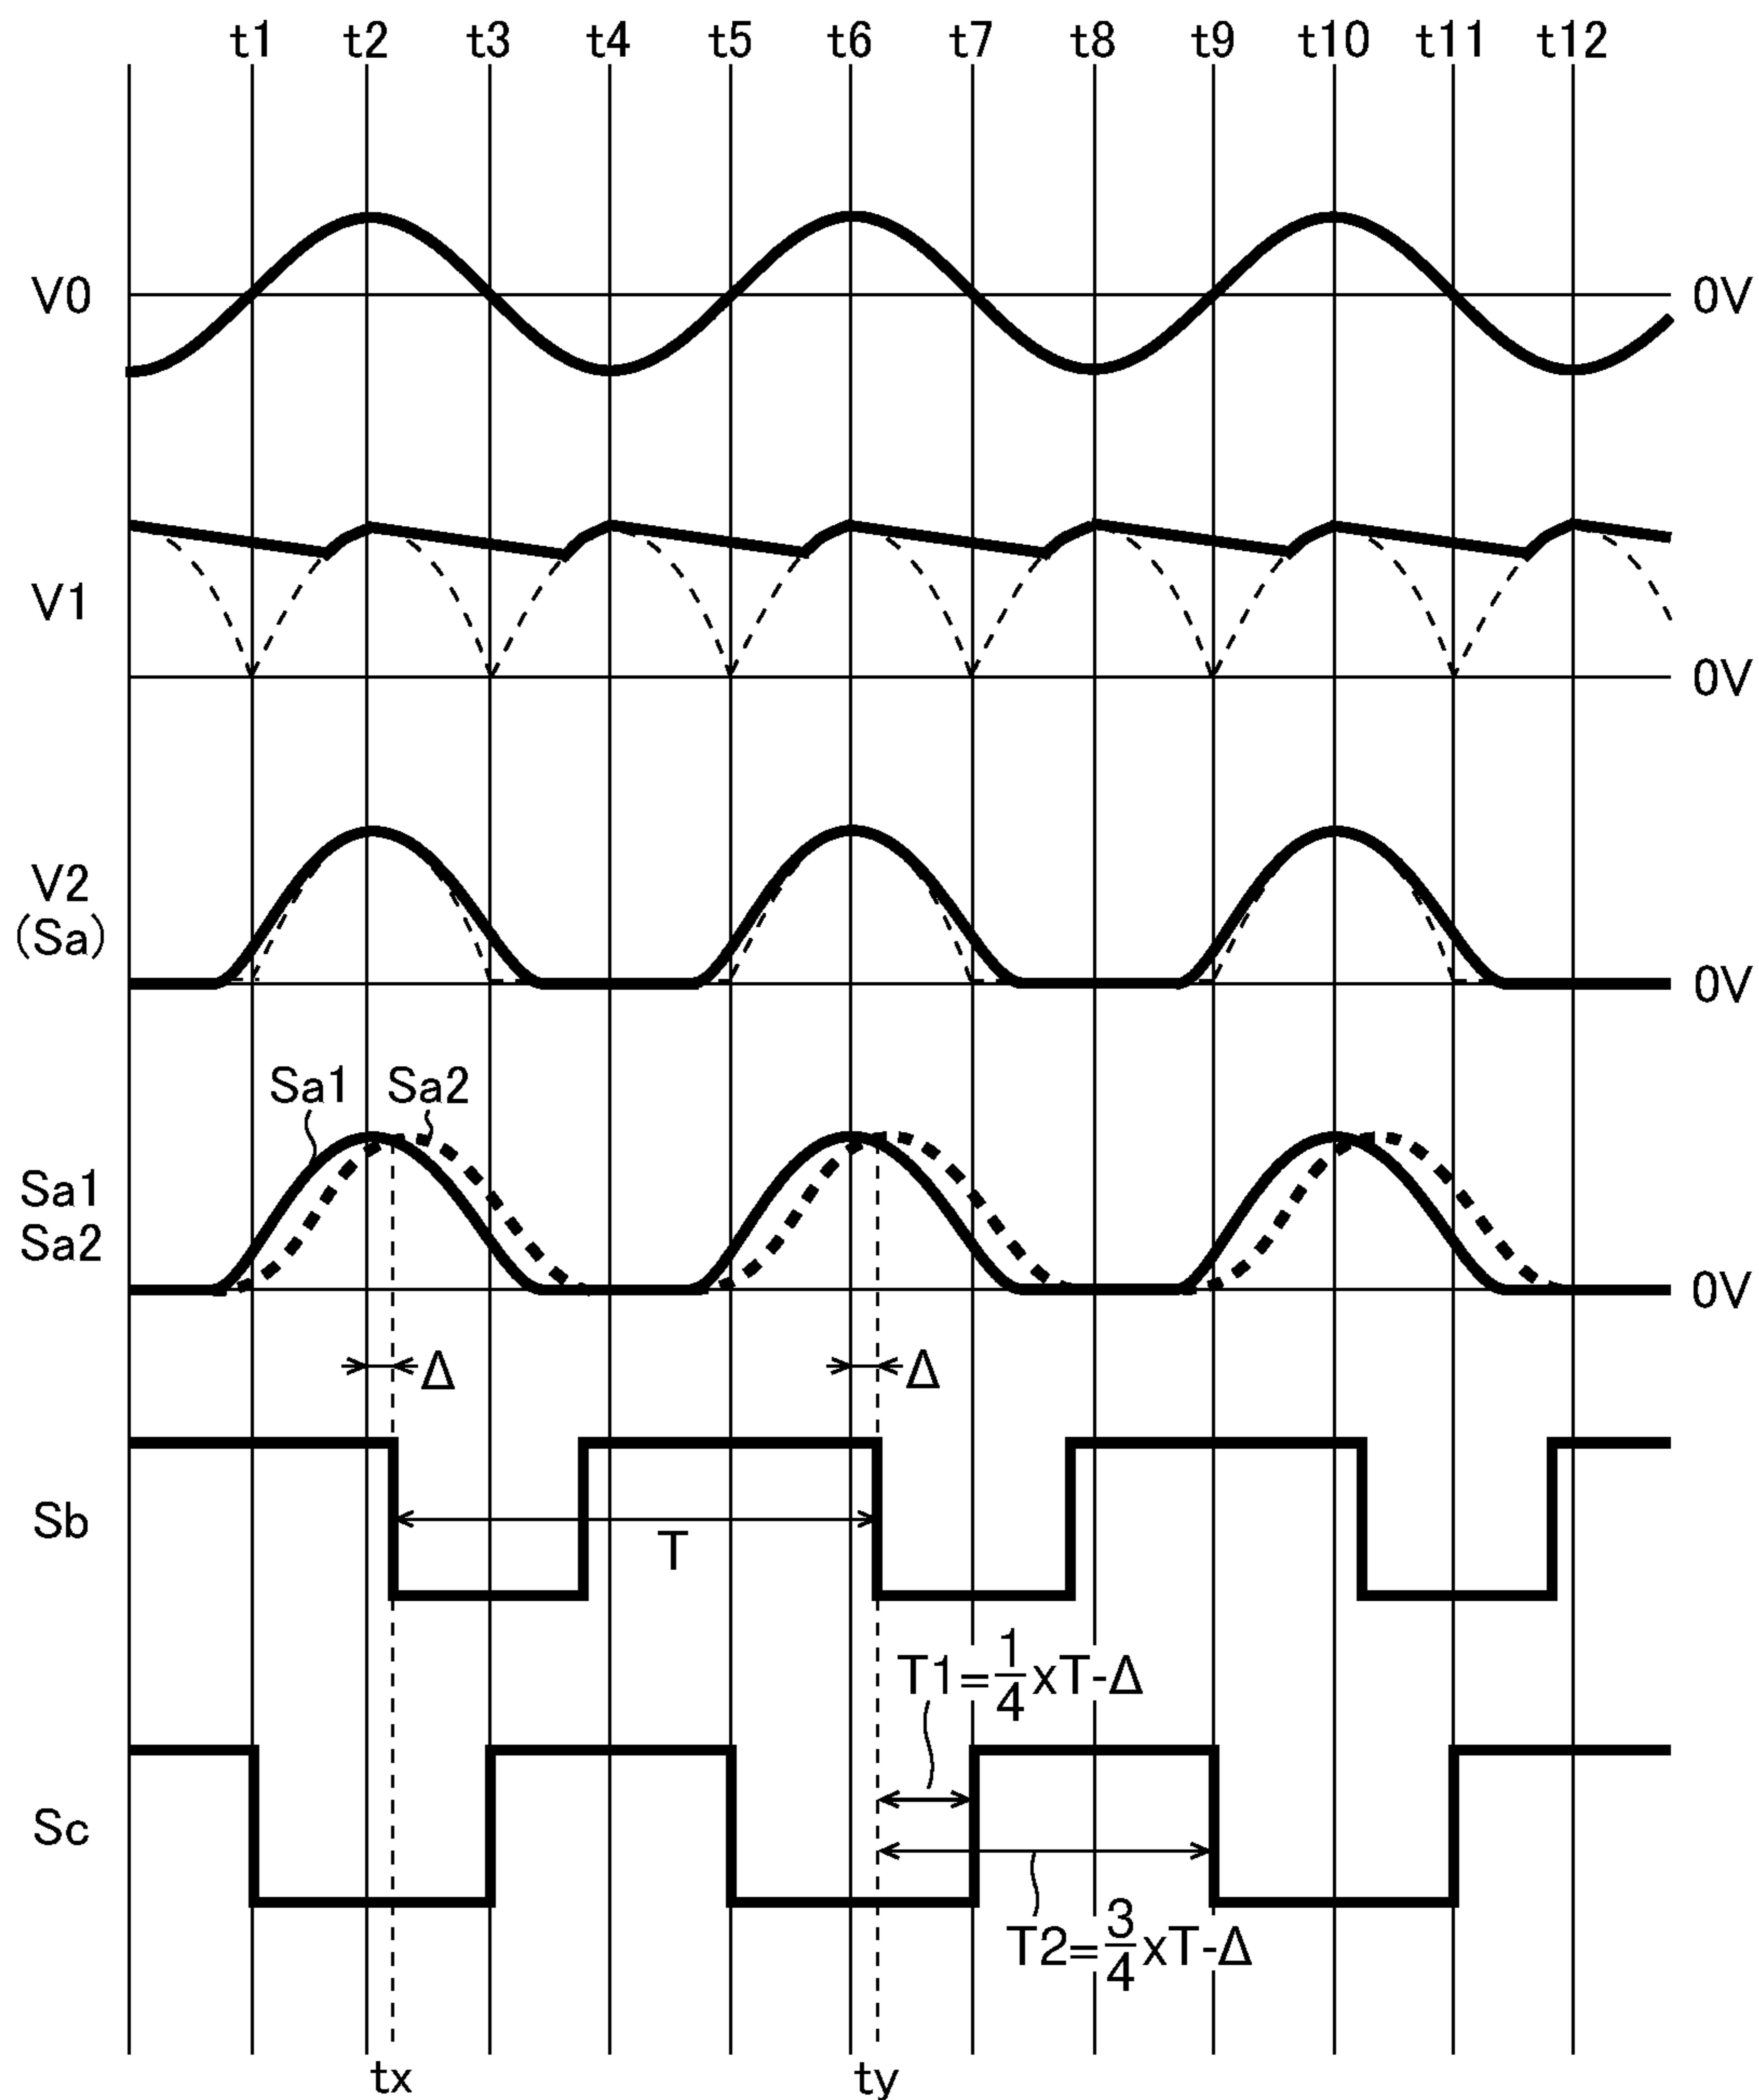 t1 t2 t3 t4 t5 t6 t7 t8 t9 t10 t11 t12
V0 0V
V1 0V
V2
(Sa)
0V
Sa1 Sa2
Sa1
Sa2
0V
Δ Δ
Sb
T
T1=1/4xT-Δ
Sc
T2=3/4xT-Δ
tx ty